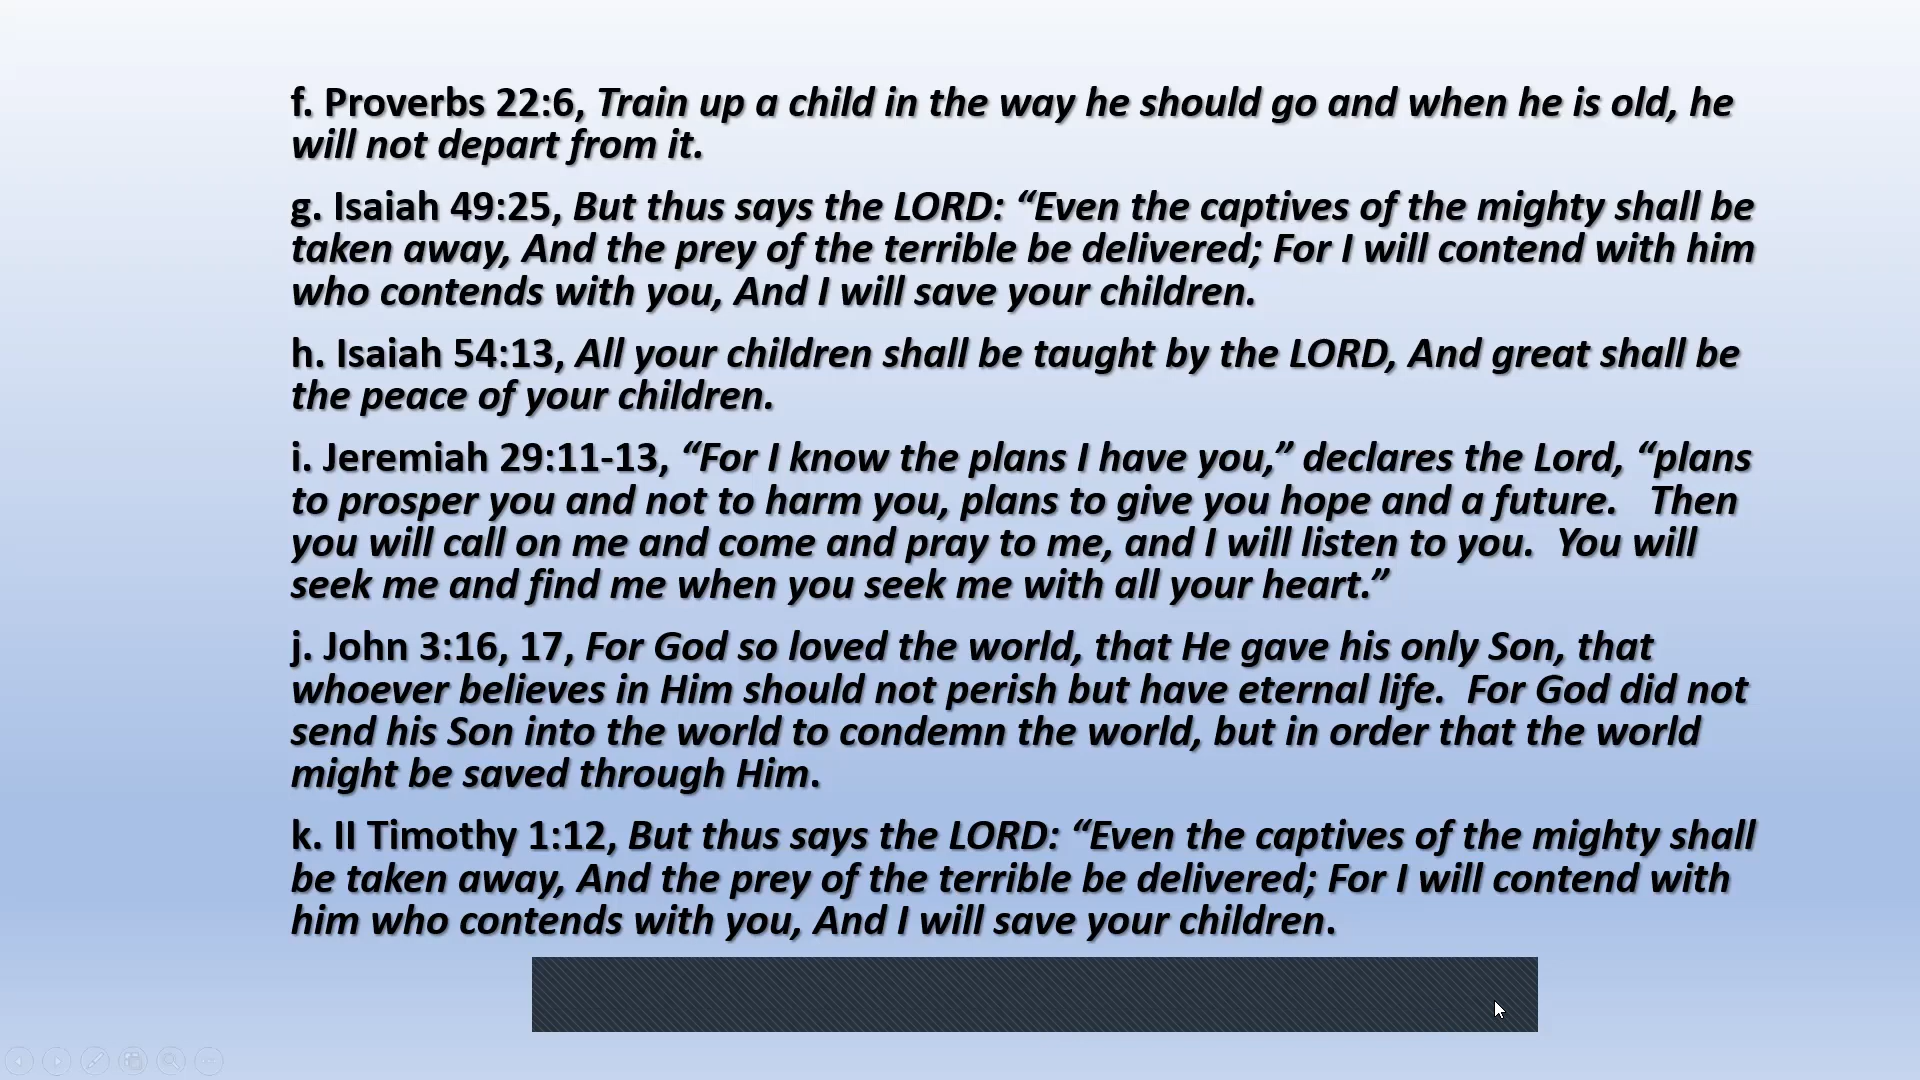 f. Proverbs 22:6, Train up a child in the way he should go and when he is old, he
will not depart from it.
g. Isaiah 49:25, But thus says the LORD: “Even the captives of the mighty shall be
taken away, And the prey of the terrible be delivered; For I will contend with him
who contends with you, And I will save your children.
h. Isaiah 54:13, All your children shall be taught by the LORD, And great shall be
the peace of your children.
i. Jeremiah 29:11-13, “For I know the plans I have you,” declares the Lord, “plans
to prosper you and not to harm you, plans to give you hope and a future. Then
you will call on me and come and pray to me, and I will listen to you. You will
seek me and find me when you seek me with all your heart.”
j. John 3:16, 17, For God so loved the world, that He gave his only Son, that
whoever believes in Him should not perish but have eternal life. For God did not
send his Son into the world to condemn the world, but in order that the world
might be saved through Him.
k. II Timothy 1:12, But thus says the LORD: “Even the captives of the mighty shall
be taken away, And the prey of the terrible be delivered; For I will contend with
him who contends with you, And I will save your children.